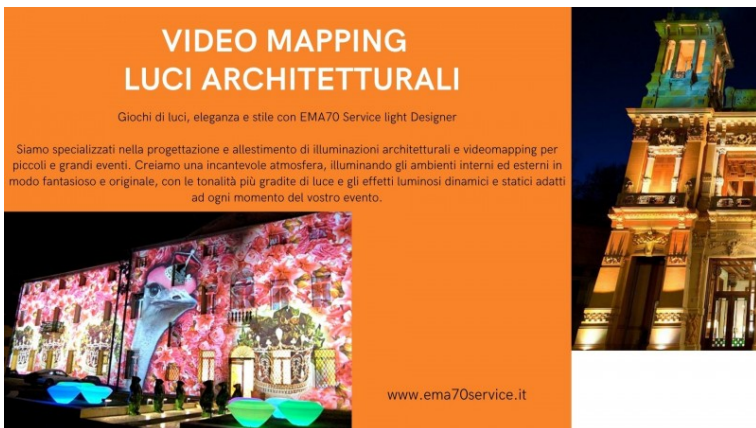 VIDEO MAPPING
LUCI ARCHITETTURALI
Giochi di luci, eleganza e stile con EMA70 Service light Designer
Siamo specializzati nella progettazione e allestimento di illuminazioni architetturali e videomapping per
piccoli e grandi eventi. Creiamo una incantevole atmosfera, illuminando gli ambienti interni ed esterni in
modo fantasioso e originale, con le tonalità più gradite di luce e gli effetti luminosi dinamici e statici adatti
ad ogni momento del vostro evento.
www.ema70service.it